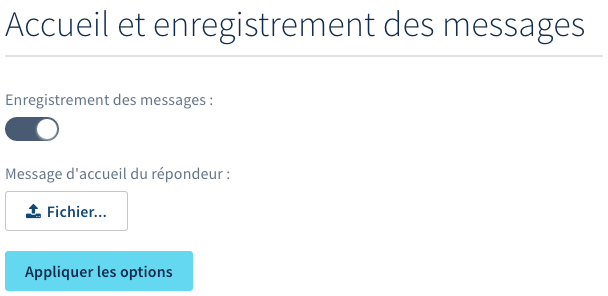 Accueil et enregistrement des messages
Enregistrement des messages :
Message d'accueil du répondeur :
Fichier...
Appliquer les options